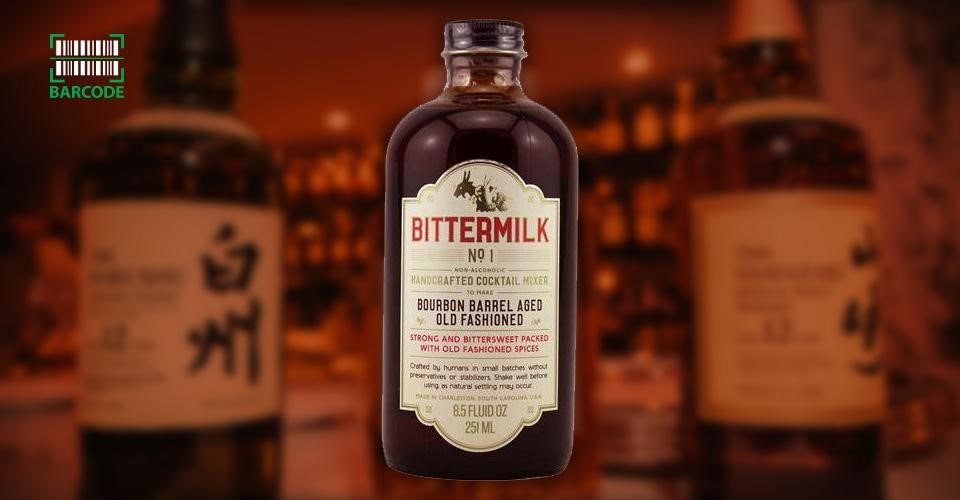 BARCODE
BITTERMILK
Nº 1
NON-ALCOHOLIC
HANDCRAFTED COCKTAIL MIXER
TO MAKE
BOURBON BARREL AGED
OLD FASHIONED
STRONG AND BITTERSWEET PACKED
WITH OLD FASHIONED SPICES
Crafted by humans in small batches without
preservatives or stabilizers. Shake well before
using as natural settling may occur.
MADE IN CHARLESTON, SOUTH CAROLINA, U.S.A.
8.5 FLUID OZ
251 ML
白州
12
山崎
12